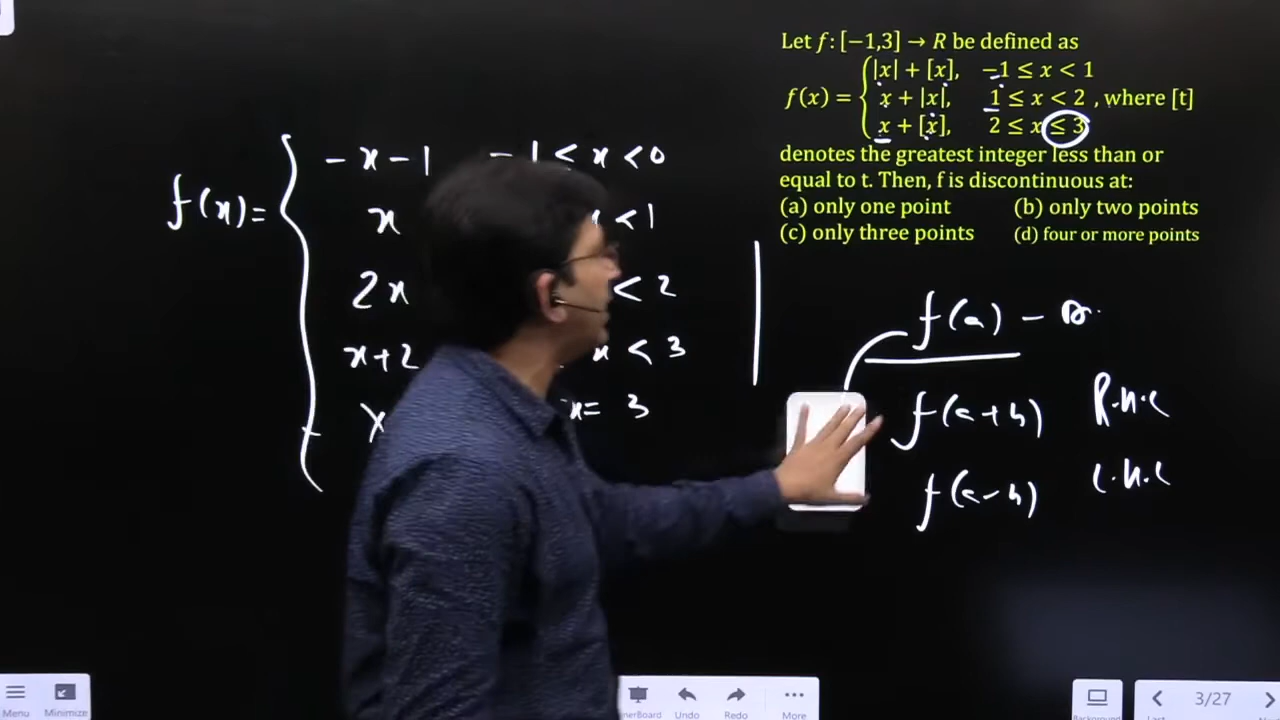 Let f: [−1,3] → R be defined as
f(x) = { |x| + [x], −1 ≤ x < 1
x + |x|, 1 ≤ x < 2 , where [t]
x + [x], 2 ≤ x ≤ 3
denotes the greatest integer less than or
equal to t. Then, f is discontinuous at:
(a) only one point (b) only two points
(c) only three points (d) four or more points
f(x) = { -x-1 -1 ≤ x < 0
x x < 1
2x < 2
x+2 x < 3
x = 3
f(a) -
f(a+h) R.H.L
f(a-h) L.H.L
Menu Minimize Undo Redo More 3/27